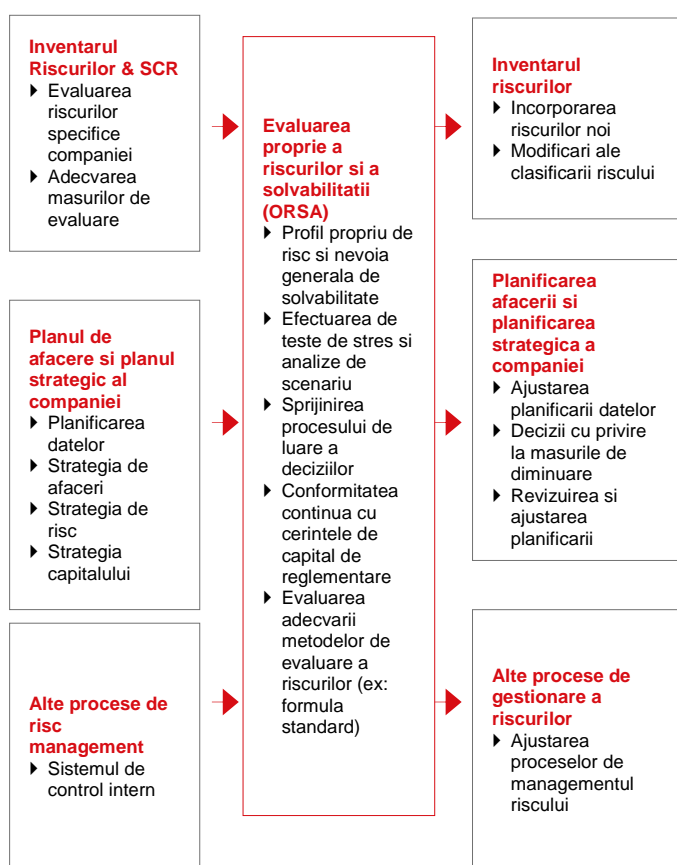 Inventarul
Riscurilor & SCR
Evaluarea
riscurilor
specifice
companiei
Adecvarea
masurilor de
evaluare
Planul de
afacere si planul
strategic al
companiei
Planificarea
datelor
Strategia de
afaceri
Strategia de
risc
Strategia
capitalului
Alte procese de
risc
management
Sistemul de
control intern
Evaluarea
proprie a
riscurilor si a
solvabilitatii
(ORSA)
Profil propriu de
risc si nevoia
generala de
solvabilitate
Efectuarea de
teste de stres si
analize de
scenariu
Sprijinirea
procesului de
luare a
deciziilor
Conformitatea
continua cu
cerintele de
capital de
reglementare
Evaluarea
adecvarii
metodelor de
evaluare a
riscurilor (ex:
formula
standard)
Inventarul
riscurilor
Incorporarea
riscurilor noi
Modificari ale
clasificarii riscului
Planificarea
afacerii si
planificarea
strategica a
companiei
Ajustarea
planificarii datelor
Decizii cu privire
la masurile de
diminuare
Revizuirea si
ajustarea
planificarii
Alte procese de
gestionare a
riscurilor
Ajustarea
proceselor de
managementul
riscului